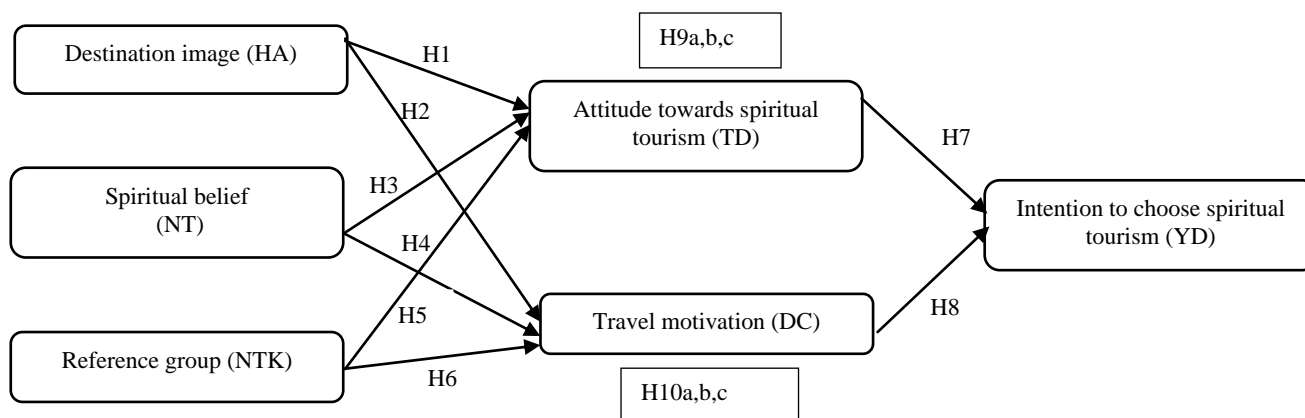 H9a,b,c
Destination image (HA)
H1
H2
Attitude towards spiritual
tourism (TD)
H7
H3
Spiritual belief
(NT)
Intention to choose spiritual
tourism (YD)
H4
H5
Travel motivation (DC)
H8
Reference group (NTK)
H6
H10a,b,c